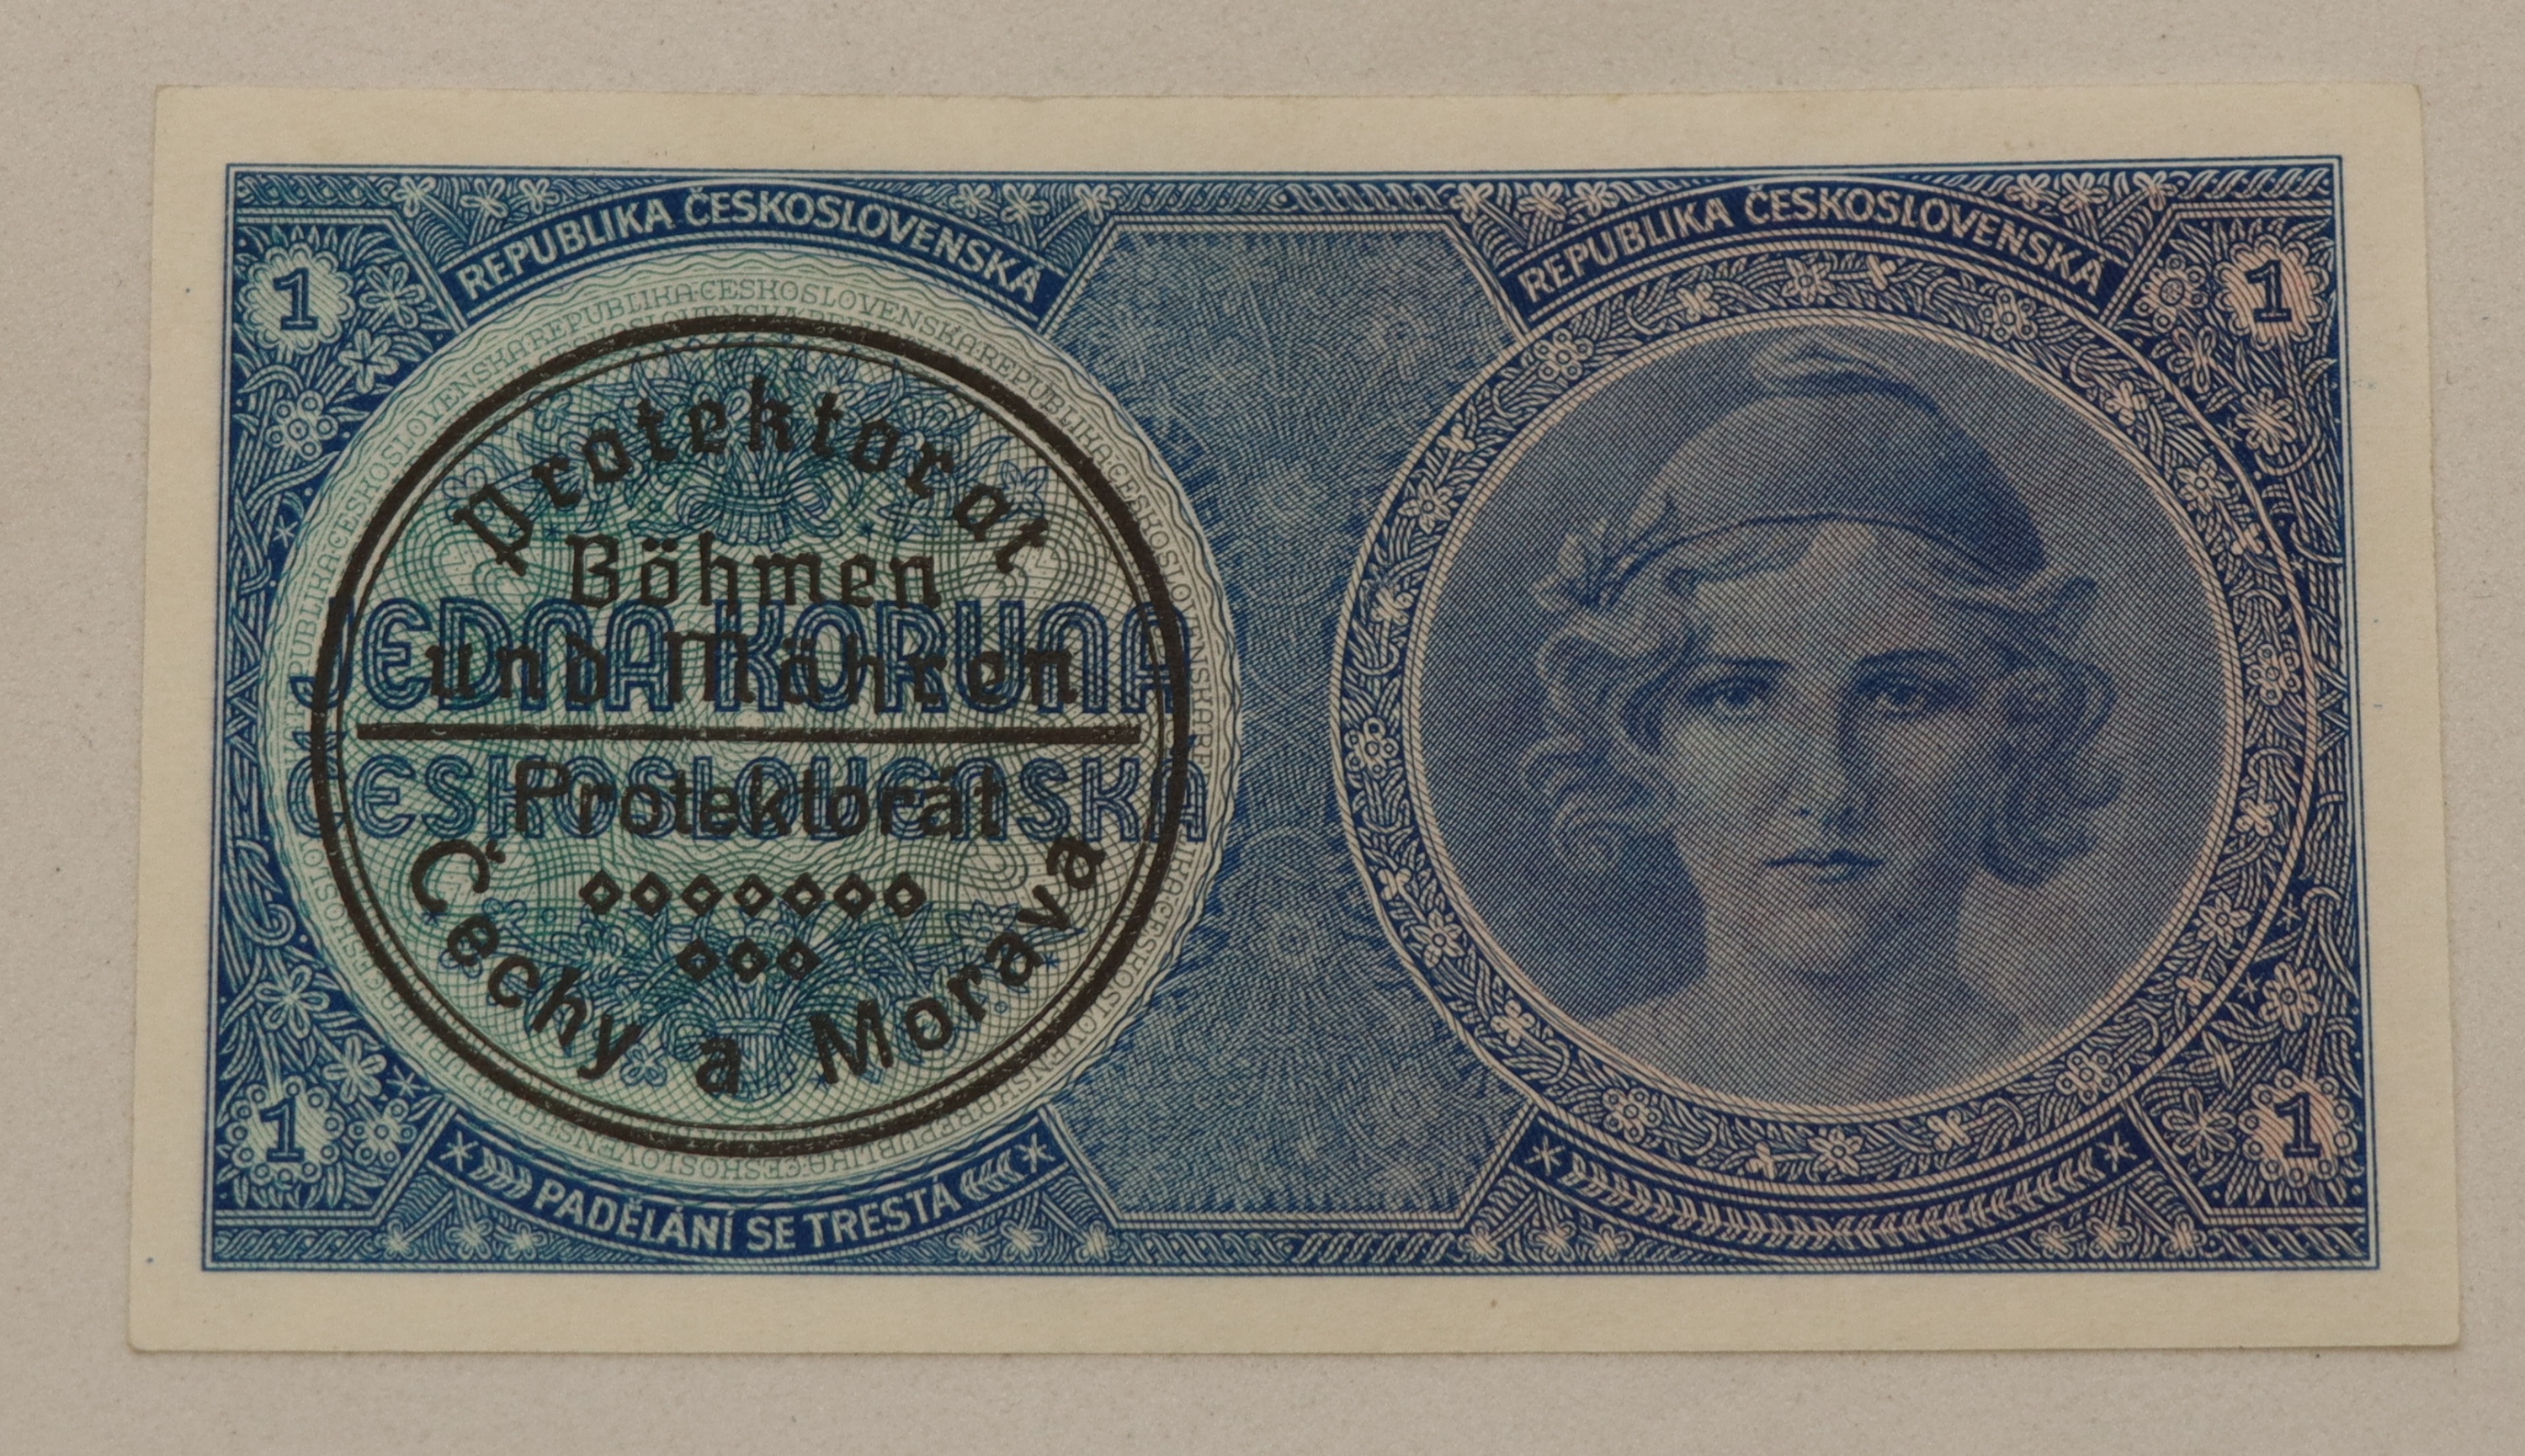 REPUBLIKA ČESKOSLOVENSKÁ
REPUBLIKA ČESKOSLOVENSKÁ
1
1
Protektorat
Böhmen
JEDNA KORUNA
und Mähren
ČESKOSLOVENSKÁ
Protektorát
Čechy a Morava
1
1
PADĚLÁNÍ SE TRESTÁ